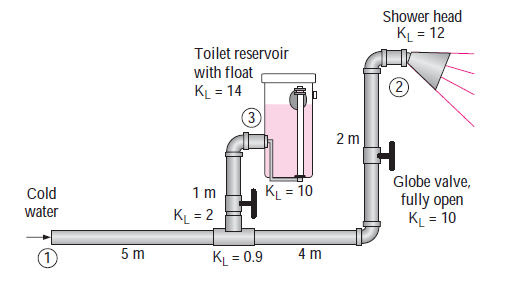 Shower head
K_L = 12
Toilet reservoir
with float
K_L = 14
2
3
2 m
Globe valve,
fully open
K_L = 10
1 m
K_L = 10
K_L = 2
Cold
water
1
5 m
K_L = 0.9
4 m